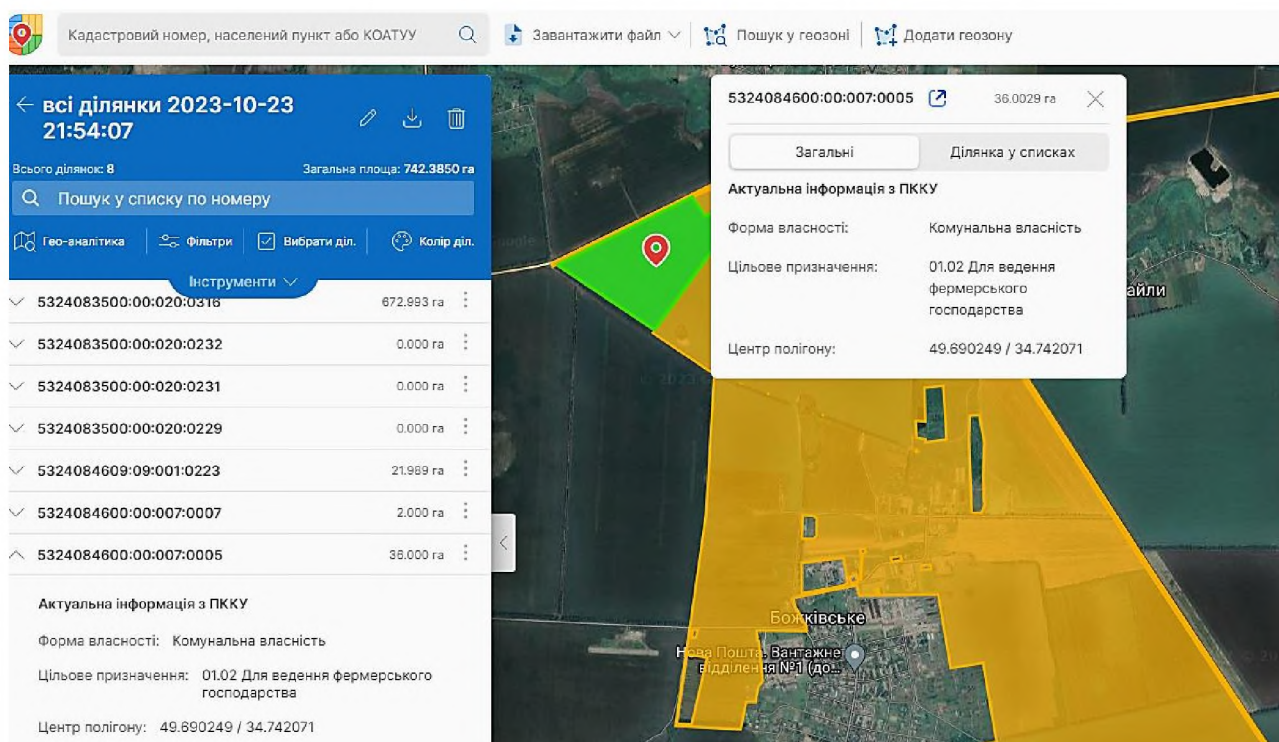 Кадастровий номер, населений пункт або КОАТУУ
Завантажити файл
Пошук у геозоні
Додати геозону
всі ділянки 2023-10-23
21:54:07
Всього ділянок: 8
Загальна площа: 742.3850 га
Пошук у списку по номеру
Гео-аналітика
Фільтри
Вибрати діл.
Колір діл.
Інструменти
5324083500:00:020:0316 672.993 га
5324083500:00:020:0232 0.000 га
5324083500:00:020:0231 0.000 га
5324083500:00:020:0229 0.000 га
5324084609:09:001:0223 21.989 га
5324084600:00:007:0007 2.000 га
5324084600:00:007:0005 36.000 га
Актуальна інформація з ПККУ
Форма власності: Комунальна власність
Цільове призначення: 01.02 Для ведення фермерського
господарства
Центр полігону: 49.690249 / 34.742071
5324084600:00:007:0005 36.0029 га
Загальні
Ділянка у списках
Актуальна інформація з ПККУ
Форма власності: Комунальна власність
Цільове призначення: 01.02 Для ведення
фермерського
господарства
Центр полігону: 49.690249 / 34.742071
айли
Божківське
Нова Пошта. Вантажне
відділення №1 (до...